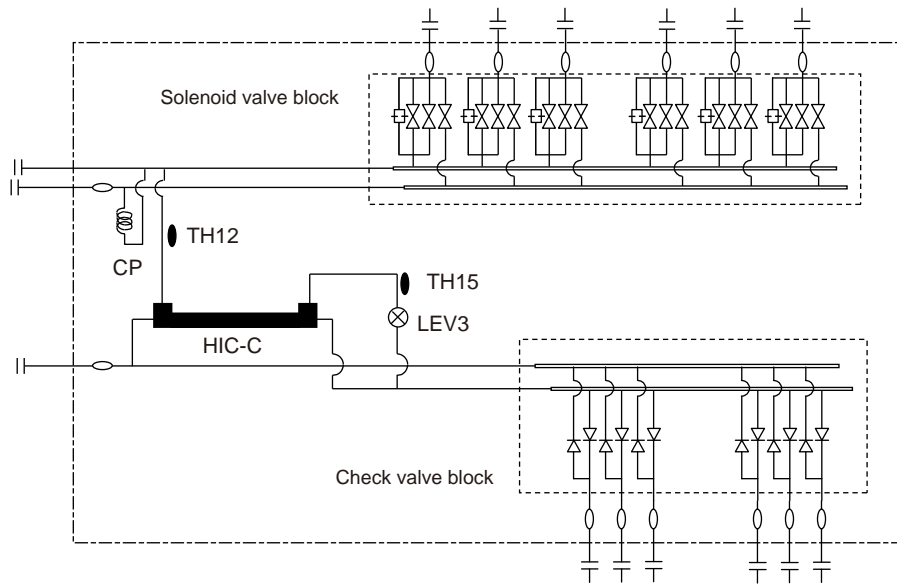 Solenoid valve block
TH12
CP
TH15
LEV3
HIC-C
Check valve block